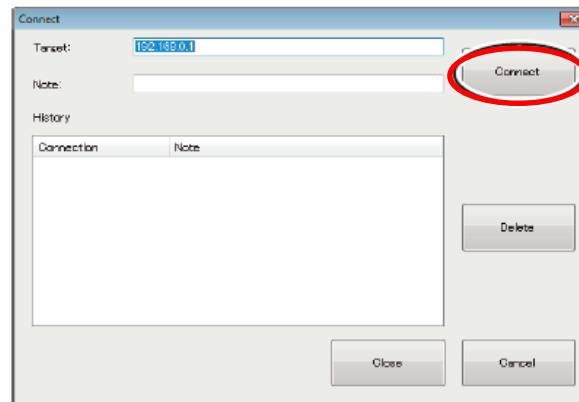 Connect
Target: 192.168.0.1
Connect
Note:
History
Connection Note
Delete
Close Cancel